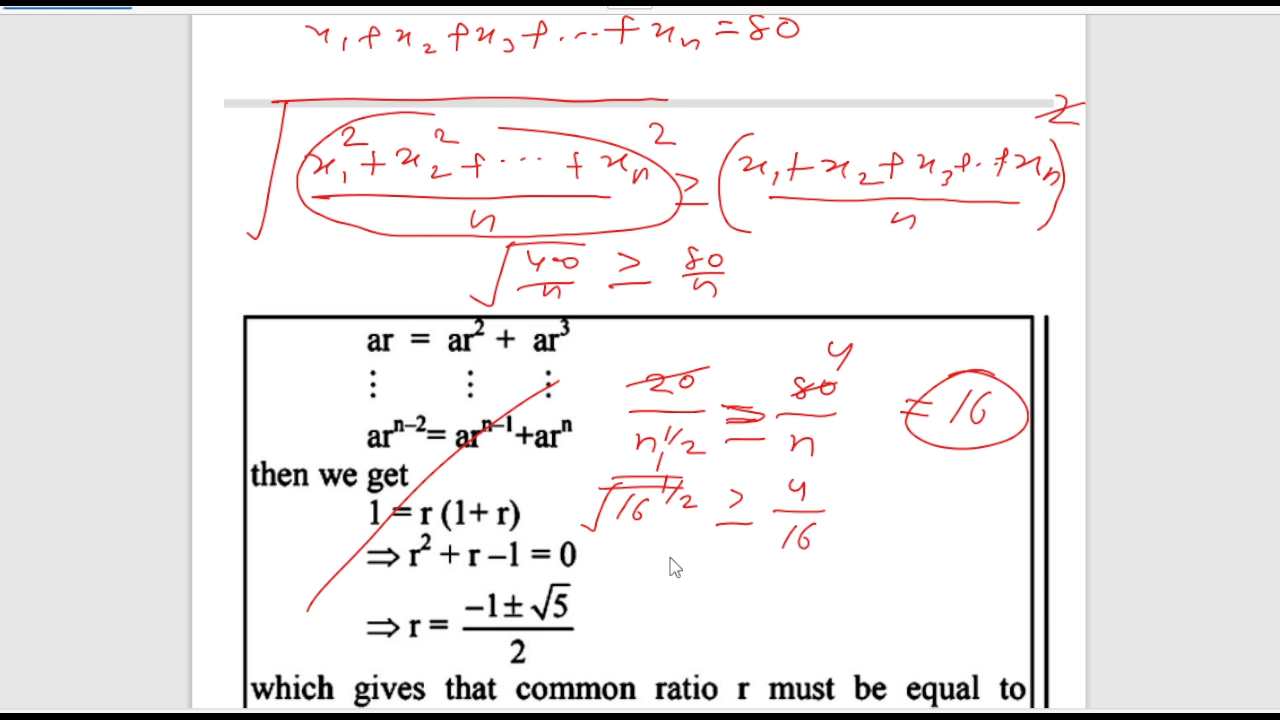 x₁ + x₂ + x₃ + ... + xₙ = 80
√((x₁² + x₂² + ... + xₙ²)/n) ≥ ((x₁ + x₂ + x₃ + .. + xₙ)/n)²
√(400/n) ≥ 80/n
ar = ar² + ar³
⋮ ⋮ ⋮
arⁿ⁻² = arⁿ⁻¹ + arⁿ
then we get
1 = r (1 + r)
⇒ r² + r – 1 = 0
⇒ r = (–1 ± √5)/2
which gives that common ratio r must be equal to
20/n^1/2 ≥ 80/n
4
= 16
1/√16^1/2 ≥ 4/16